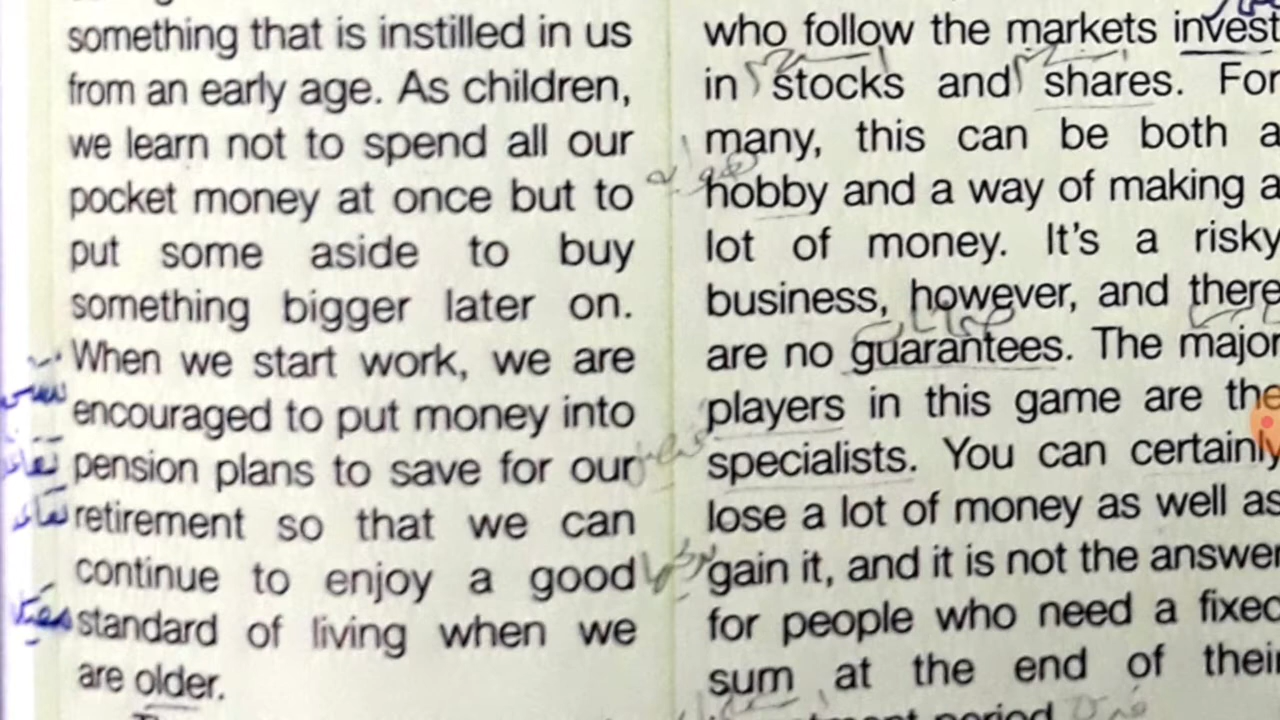 something that is instilled in us
from an early age. As children,
we learn not to spend all our
pocket money at once but to
put some aside to buy
something bigger later on.
When we start work, we are
encouraged to put money into
pension plans to save for our
retirement so that we can
continue to enjoy a good
standard of living when we
are older.
who follow the markets invest
in stocks and shares. For
many, this can be both a
hobby and a way of making a
lot of money. It's a risky
business, however, and there
are no guarantees. The major
players in this game are the
specialists. You can certainly
lose a lot of money as well as
gain it, and it is not the answer
for people who need a fixed
sum at the end of their
period